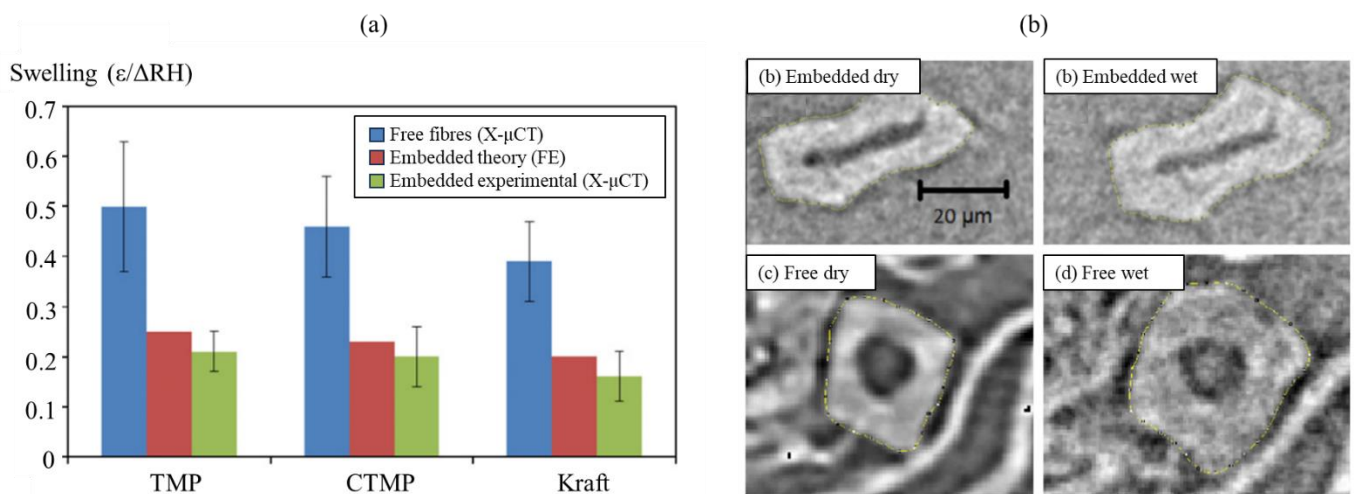 (a)
Swelling (ε/ΔRH)
0.7
0.6
0.5
0.4
0.3
0.2
0.1
0
Free fibres (X-μCT)
Embedded theory (FE)
Embedded experimental (X-μCT)
TMP CTMP Kraft
(b)
(b) Embedded dry
(b) Embedded wet
20 μm
(c) Free dry
(d) Free wet